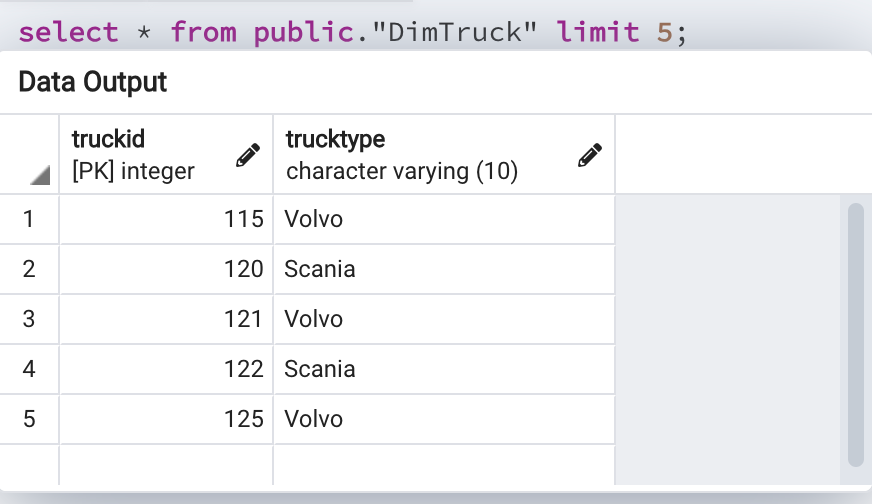 select * from public."DimTruck" limit 5;
Data Output
truckid trucktype
[PK] integer character varying (10)
1 115 Volvo
2 120 Scania
3 121 Volvo
4 122 Scania
5 125 Volvo